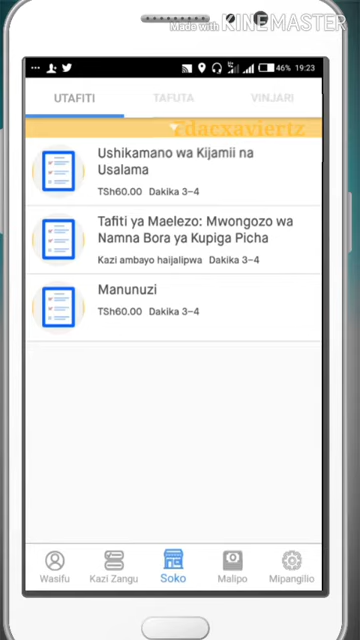 Made with KINEMASTER
46% 19:23
UTAFITI TAFUTA VINJARI
dacxaviertz
Ushikamano wa Kijamii na
Usalama
TSh60.00 Dakika 3-4
Tafiti ya Maelezo: Mwongozo wa
Namna Bora ya Kupiga Picha
Kazi ambayo haijalipwa Dakika 3-4
Manunuzi
TSh60.00 Dakika 3-4
Wasifu Kazi Zangu Soko Malipo Mipangilio